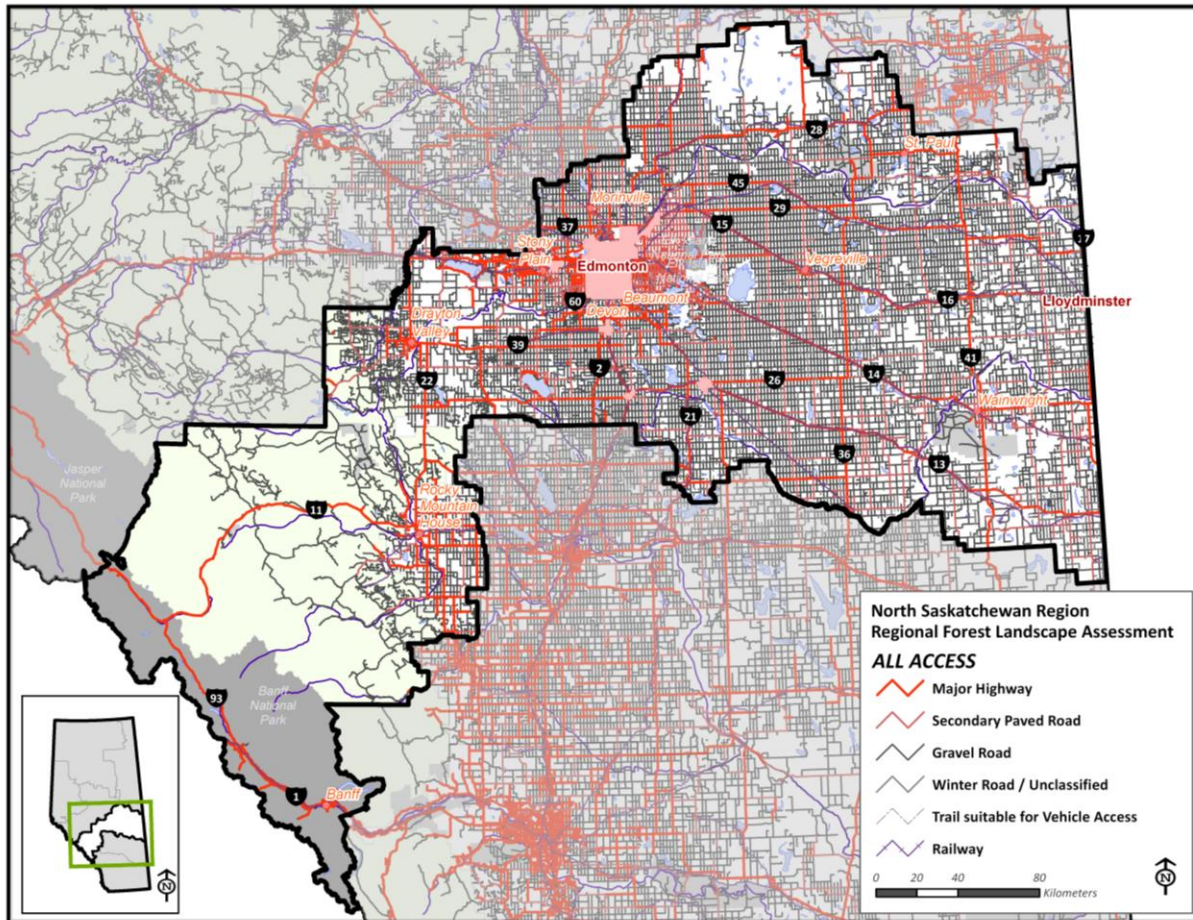 28
St. Paul
45
Morinville
29
37
15
17
Stony
Plain
Edmonton
Vegreville
60
Beaumont
16
Lloydminster
Devon
Drayton
Valley
39
41
2
14
22
26
Wainwright
21
36
13
Jasper
National
Park
Rocky
Mountain
House
11
Banff
National
Park
93
1
Banff
N
North Saskatchewan Region
Regional Forest Landscape Assessment
ALL ACCESS
Major Highway
Secondary Paved Road
Gravel Road
Winter Road / Unclassified
Trail suitable for Vehicle Access
Railway
0 20 40 80
Kilometers
N